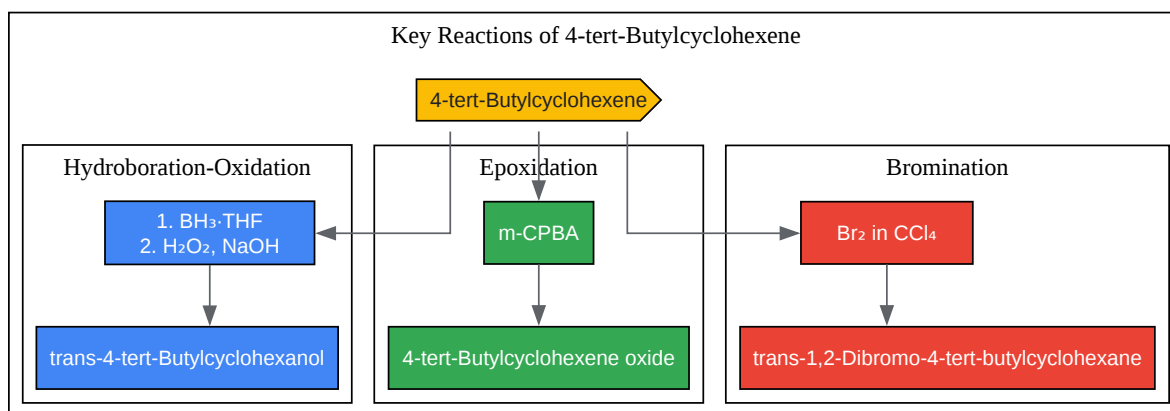 Key Reactions of 4-tert-Butylcyclohexene
4-tert-Butylcyclohexene
Hydroboration-Oxidation
1. BH₃·THF
2. H₂O₂, NaOH
trans-4-tert-Butylcyclohexanol
Epoxidation
m-CPBA
4-tert-Butylcyclohexene oxide
Bromination
Br₂ in CCl₄
trans-1,2-Dibromo-4-tert-butylcyclohexane